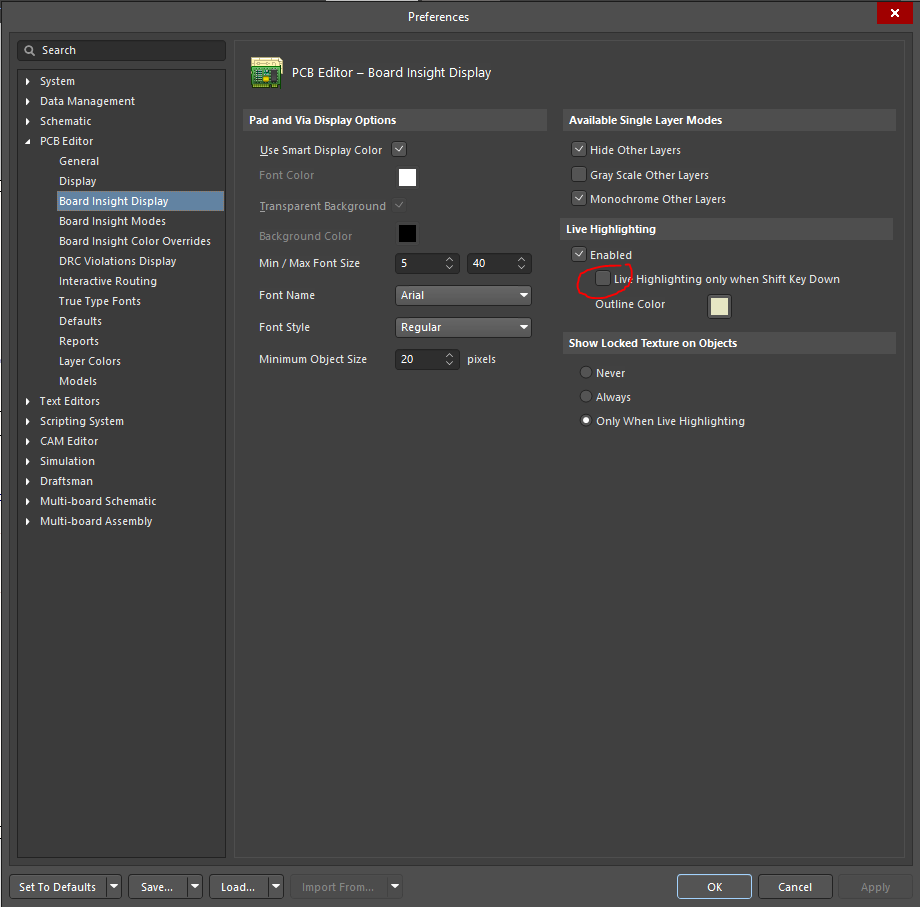 Preferences
Search
System
Data Management
Schematic
PCB Editor
General
Display
Board Insight Display
Board Insight Modes
Board Insight Color Overrides
DRC Violations Display
Interactive Routing
True Type Fonts
Defaults
Reports
Layer Colors
Models
Text Editors
Scripting System
CAM Editor
Simulation
Draftsman
Multi-board Schematic
Multi-board Assembly
PCB Editor – Board Insight Display
Pad and Via Display Options
Use Smart Display Color
Font Color
Transparent Background
Background Color
Min / Max Font Size 5 40
Font Name Arial
Font Style Regular
Minimum Object Size 20 pixels
Available Single Layer Modes
Hide Other Layers
Gray Scale Other Layers
Monochrome Other Layers
Live Highlighting
Enabled
Live Highlighting only when Shift Key Down
Outline Color
Show Locked Texture on Objects
Never
Always
Only When Live Highlighting
Set To Defaults Save... Load... Import From... OK Cancel Apply